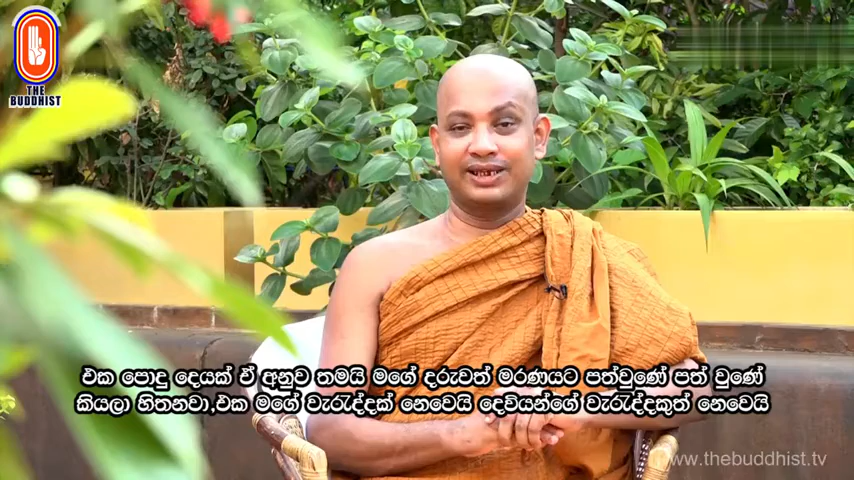 THE
BUDDHIST
එක පොදු දෙයක් ඒ අනුව තමයි මගේ දරුවත් මරණයට පත්වුණේ පත් වුණේ
කියලා හිතනවා,එක මගේ වැරැද්දක් නෙවෙයි දෙවියන්ගේ වැරැද්දකුත් නෙවෙයි
www.thebuddhist.tv